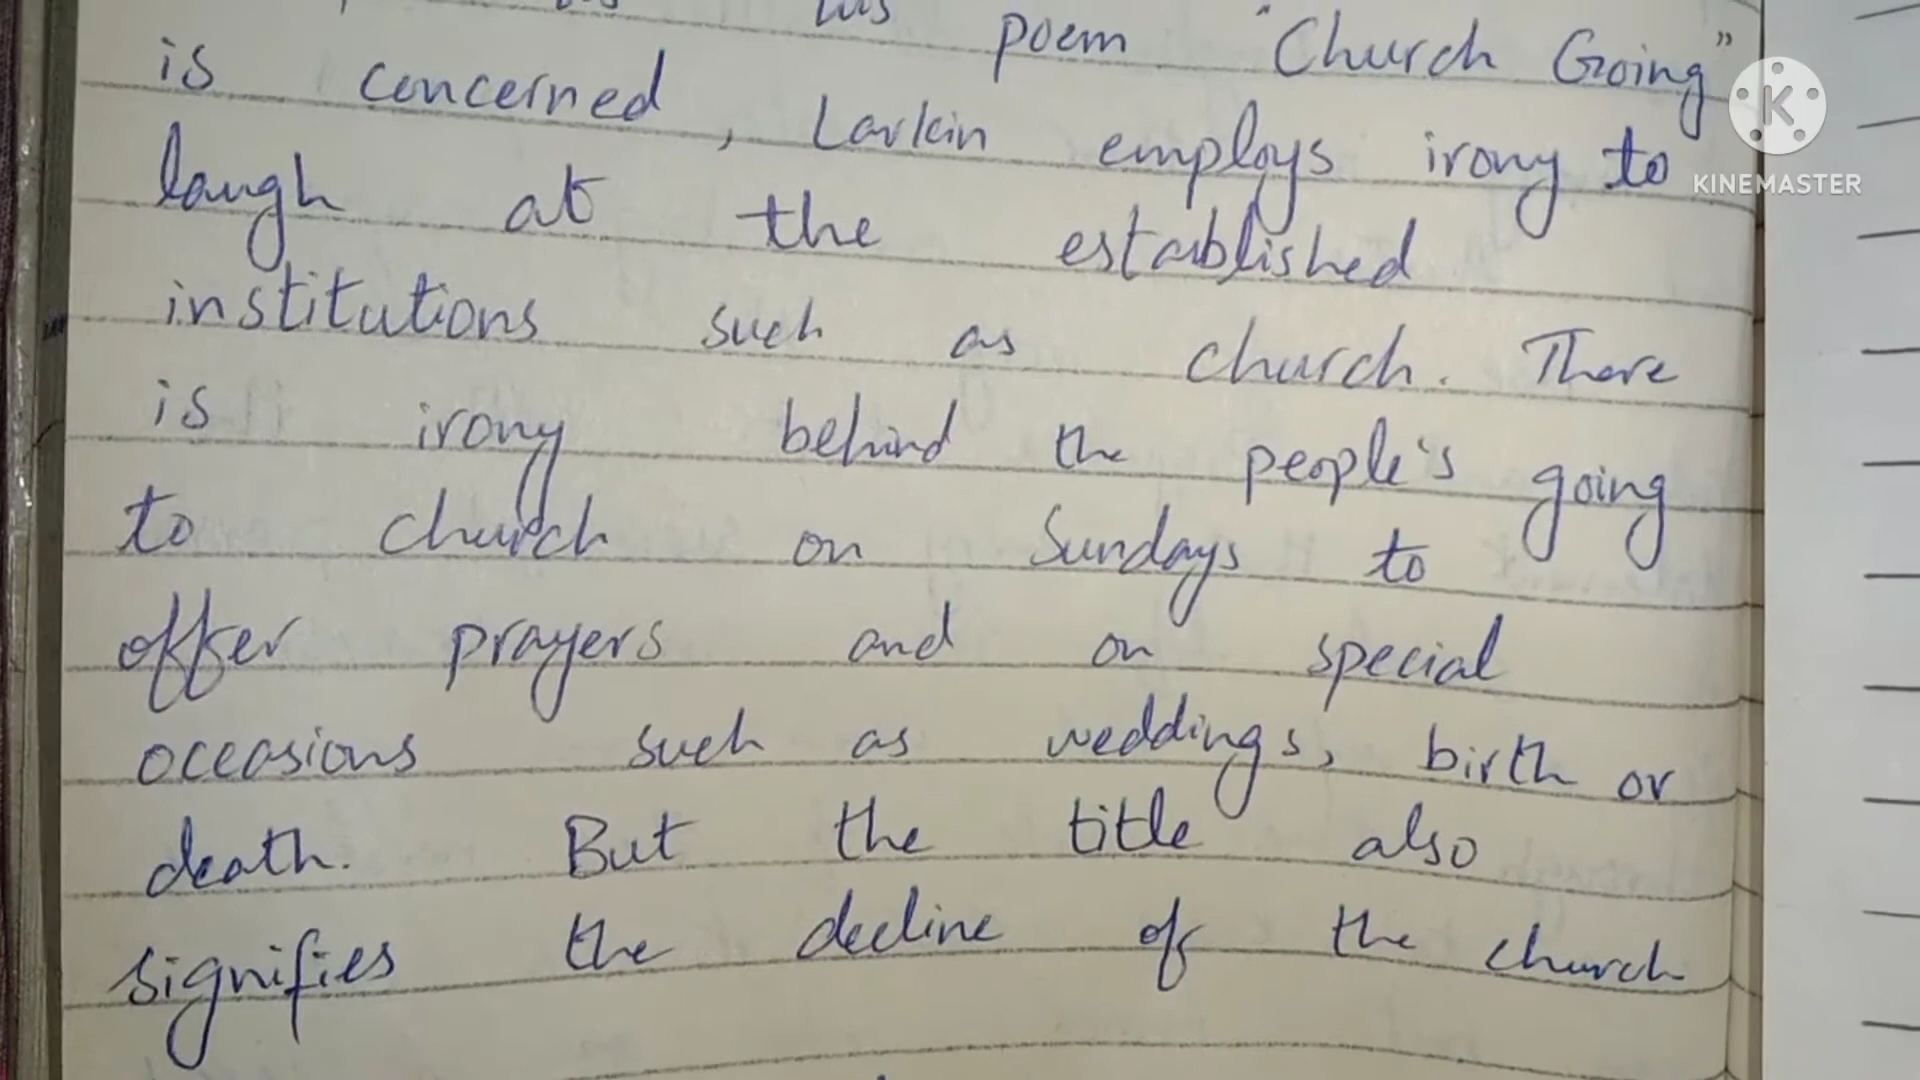 his poem "Church Going"
is concerned, Larkin employs irony to
laugh at the established
institutions such as church. There
is irony behind the people's going
to church on Sundays to
offer prayers and on special
occasions such as weddings, birth or
death. But the title also
signifies the decline of the church
K
KINEMASTER